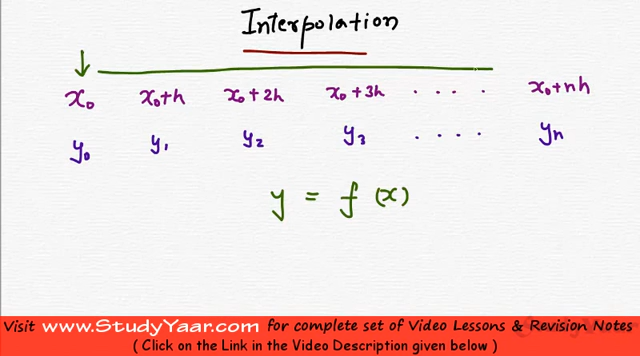 Interpolation
x₀ x₀+h x₀+2h x₀+3h . . . . x₀+nh
y₀ y₁ y₂ y₃ . . . . yn
y = f (x)
Visit www.StudyYaar.com for complete set of Video Lessons & Revision Notes
( Click on the Link in the Video Description given below )